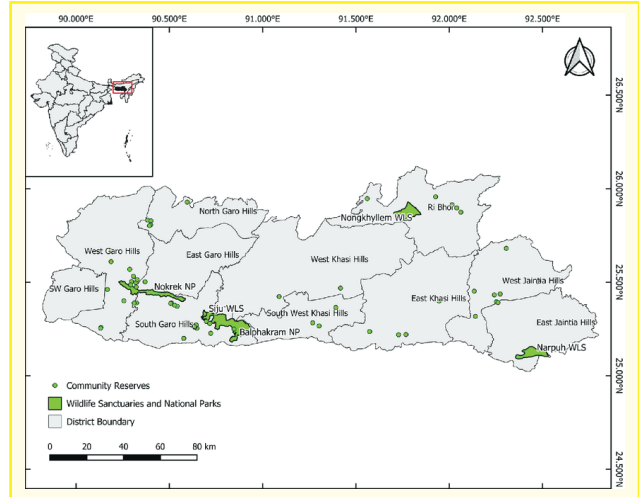 90.000°E 90.500°E 91.000°E 91.500°E 92.000°E 92.500°E
26.500°N
26.000°N
25.500°N
25.000°N
24.500°N
North Garo Hills
Ri Bhoi
Nongkhyllem WLS
West Garo Hills
East Garo Hills
West Khasi Hills
SW Garo Hills
Nokrek NP
West Jaintia Hills
East Khasi Hills
Siju WLS
South West Khasi Hills
South Garo Hills
Balphakram NP
East Jaintia Hills
Narpuh WLS
Community Reserves
Wildlife Sanctuaries and National Parks
District Boundary
0 20 40 60 80 km